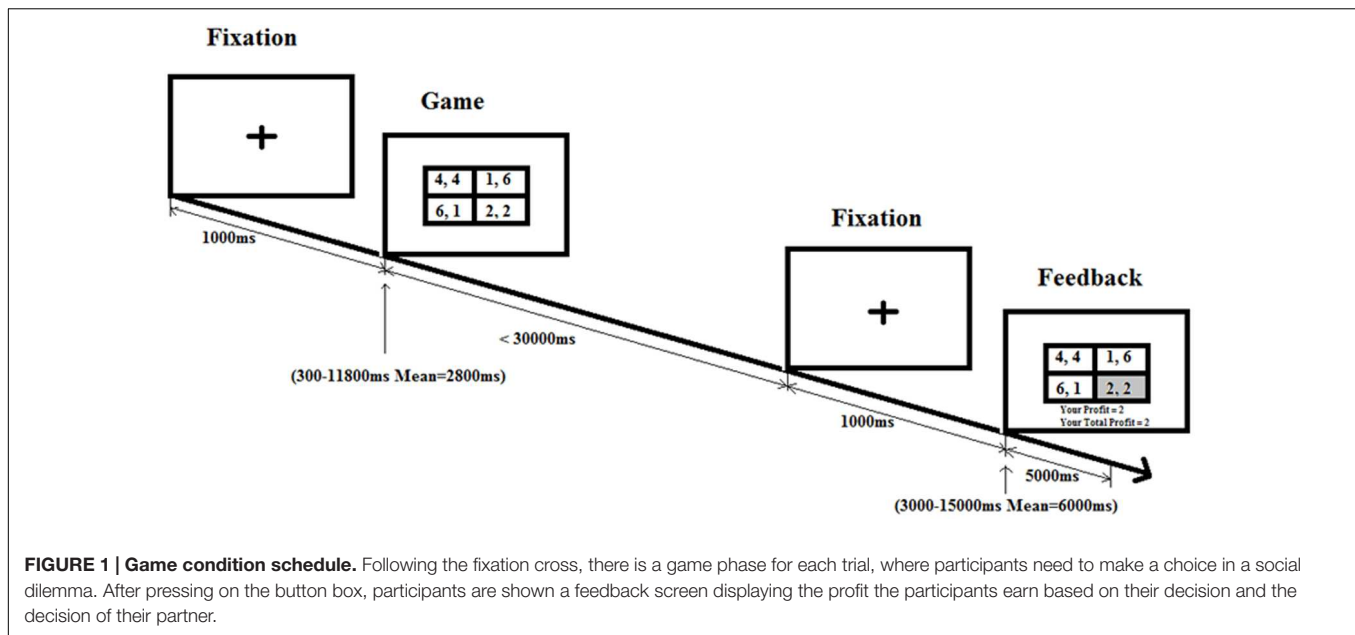 Fixation
+
Game
4, 4 1, 6
6, 1 2, 2
1000ms
< 30000ms
(300-11800ms Mean=2800ms)
Fixation
+
Feedback
4, 4 1, 6
6, 1 2, 2
Your Profit = 2
Your Total Profit = 2
1000ms
5000ms
(3000-15000ms Mean=6000ms)
FIGURE 1 | Game condition schedule. Following the fixation cross, there is a game phase for each trial, where participants need to make a choice in a social
dilemma. After pressing on the button box, participants are shown a feedback screen displaying the profit the participants earn based on their decision and the
decision of their partner.